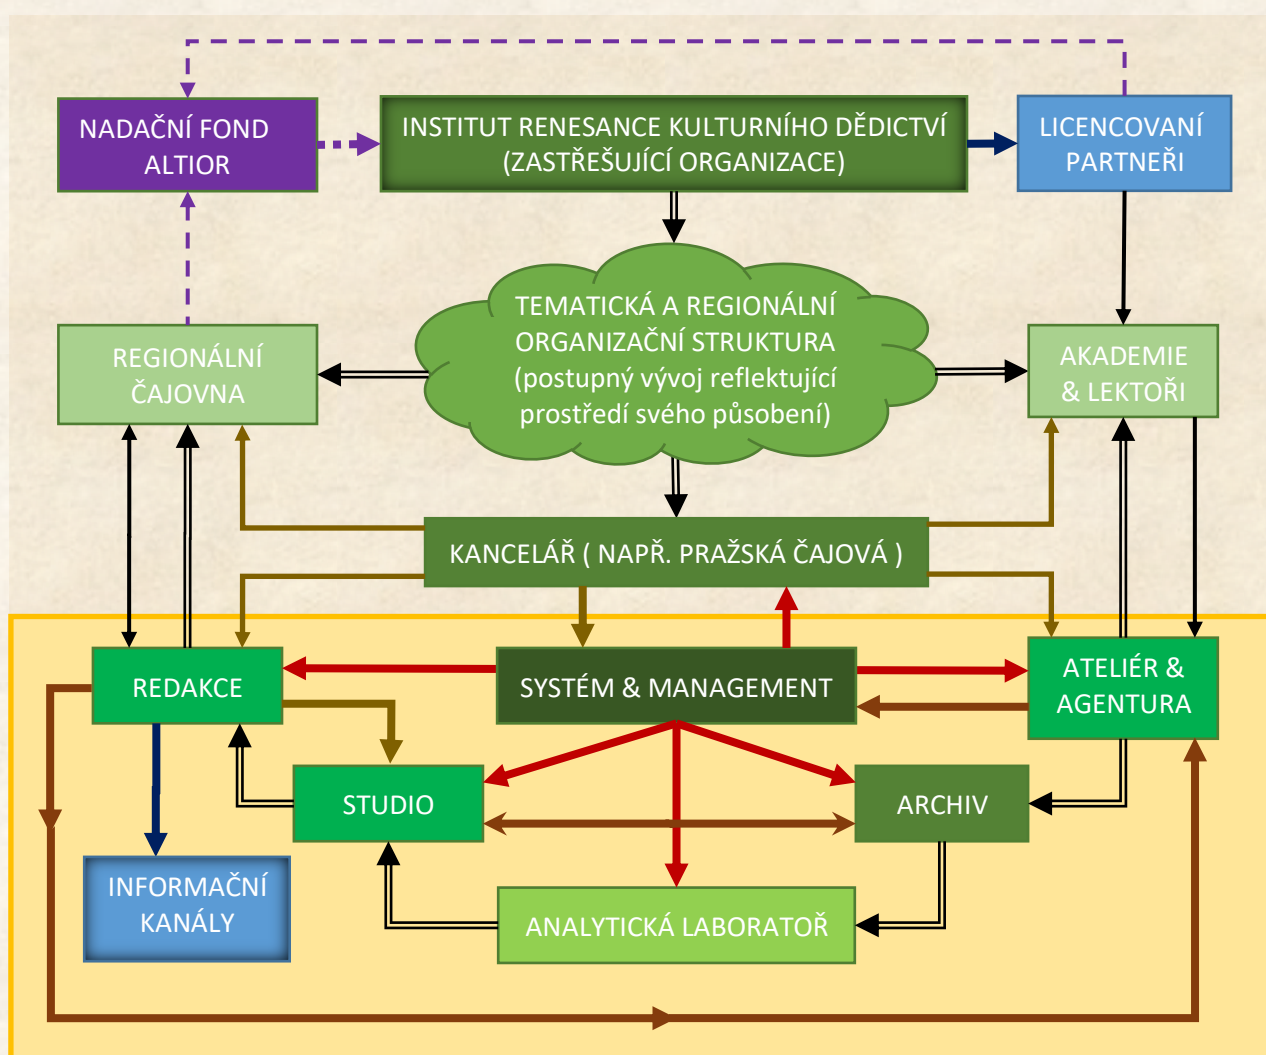 NADAČNÍ FOND
ALTIOR
INSTITUT RENESANCE KULTURNÍHO DĚDICTVÍ
(ZASTŘEŠUJÍCÍ ORGANIZACE)
LICENCOVANÍ
PARTNEŘI
TEMATICKÁ A REGIONÁLNÍ
ORGANIZAČNÍ STRUKTURA
(postupný vývoj reflektující
prostředí svého působení)
REGIONÁLNÍ
ČAJOVNA
AKADEMIE
& LEKTOŘI
KANCELÁŘ ( NAPŘ. PRAŽSKÁ ČAJOVÁ )
REDAKCE
SYSTÉM & MANAGEMENT
ATELIÉR &
AGENTURA
STUDIO
ARCHIV
INFORMAČNÍ
KANÁLY
ANALYTICKÁ LABORATOŘ